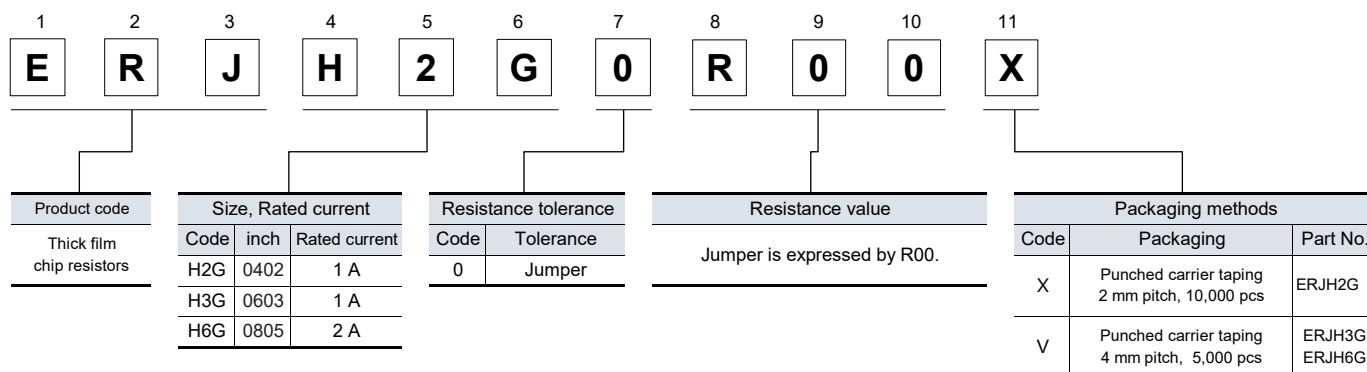 1 2 3 4 5 6 7 8 9 10 11
E R J H 2 G 0 R 0 0 X
Product code
Thick film
chip resistors
Size, Rated current
Code inch Rated current
H2G 0402 1 A
H3G 0603 1 A
H6G 0805 2 A
Resistance tolerance
Code Tolerance
0 Jumper
Resistance value
Jumper is expressed by R00.
Packaging methods
Code Packaging Part No.
X Punched carrier taping
2 mm pitch, 10,000 pcs ERJH2G
V Punched carrier taping ERJH3G
4 mm pitch, 5,000 pcs ERJH6G